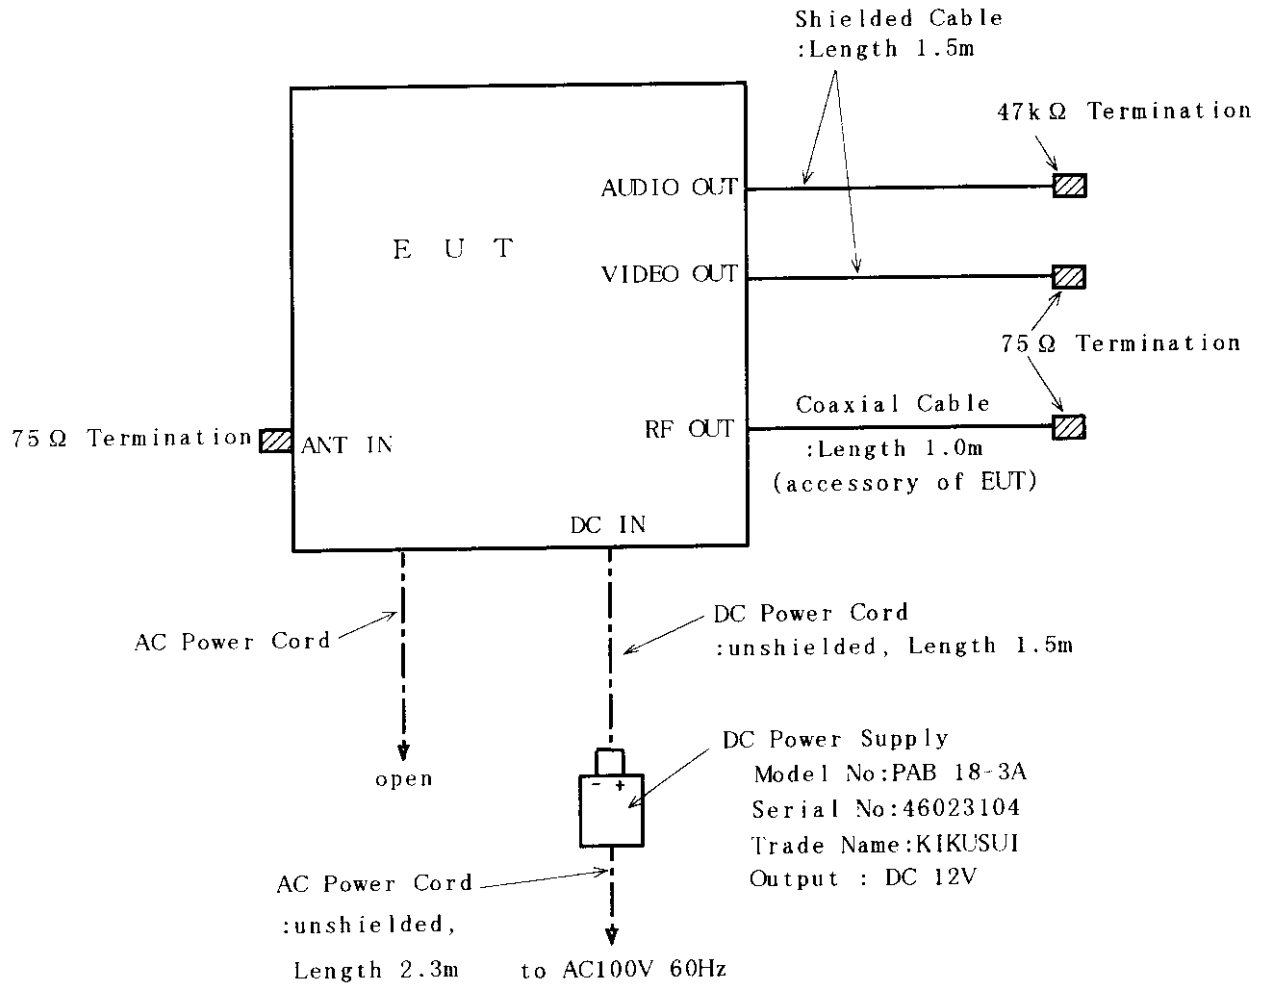 Shielded Cable
:Length 1.5m
47kΩ Termination
AUDIO OUT
E U T
VIDEO OUT
75Ω Termination
Coaxial Cable
RF OUT
75Ω Termination
ANT IN
:Length 1.0m
(accessory of EUT)
DC IN
DC Power Cord
:unshielded, Length 1.5m
AC Power Cord
open
DC Power Supply
Model No:PAB 18-3A
Serial No:46023104
Trade Name:KIKUSUI
Output : DC 12V
- +
AC Power Cord
:unshielded,
Length 2.3m
to AC100V 60Hz